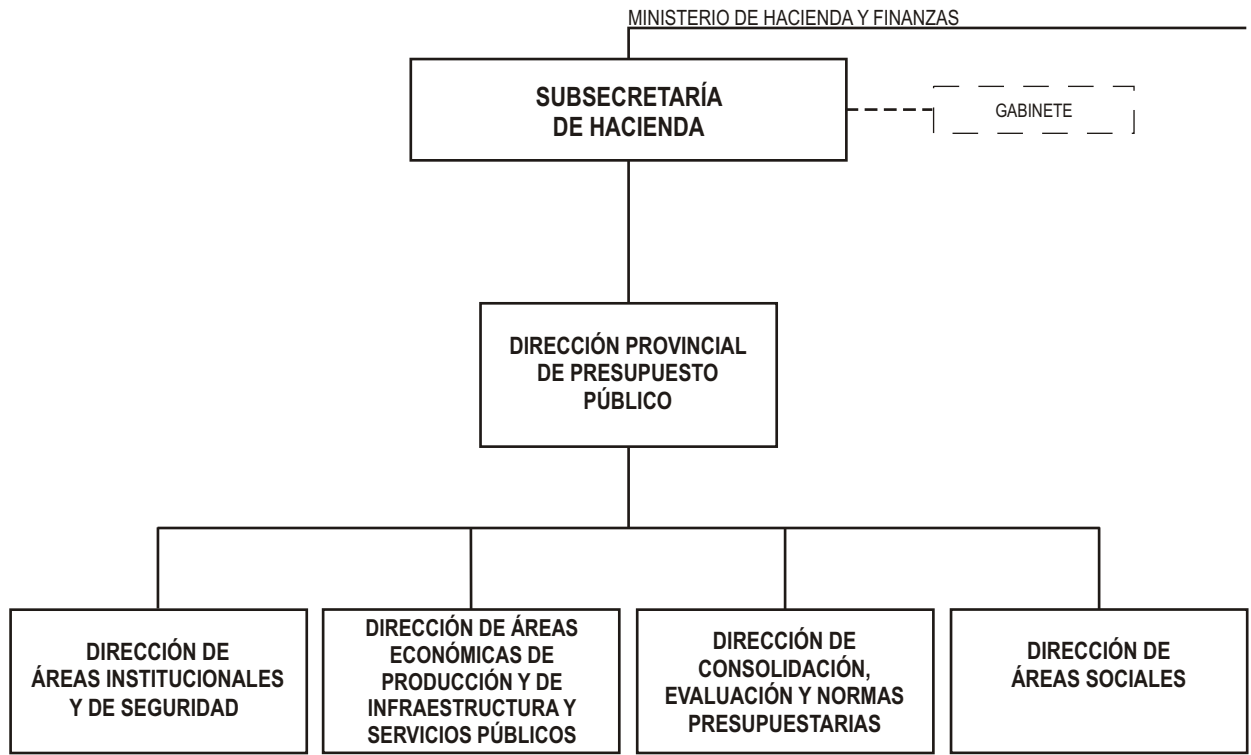 MINISTERIO DE HACIENDA Y FINANZAS
SUBSECRETARÍA
DE HACIENDA
GABINETE
DIRECCIÓN PROVINCIAL
DE PRESUPUESTO
PÚBLICO
DIRECCIÓN DE
ÁREAS INSTITUCIONALES
Y DE SEGURIDAD
DIRECCIÓN DE ÁREAS
ECONÓMICAS DE
PRODUCCIÓN Y DE
INFRAESTRUCTURA Y
SERVICIOS PÚBLICOS
DIRECCIÓN DE
CONSOLIDACIÓN,
EVALUACIÓN Y NORMAS
PRESUPUESTARIAS
DIRECCIÓN DE
ÁREAS SOCIALES